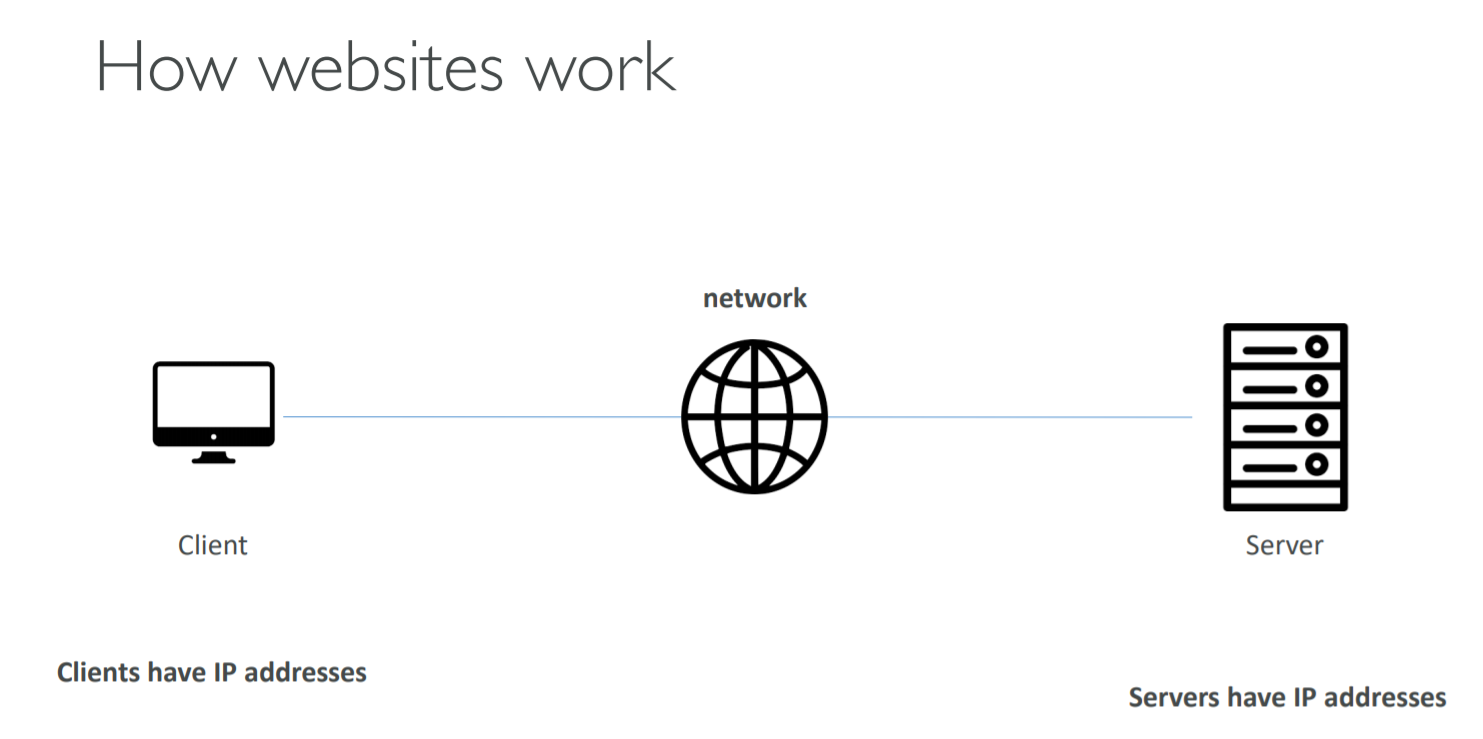 How websites work
network
Client
Server
Clients have IP addresses
Servers have IP addresses